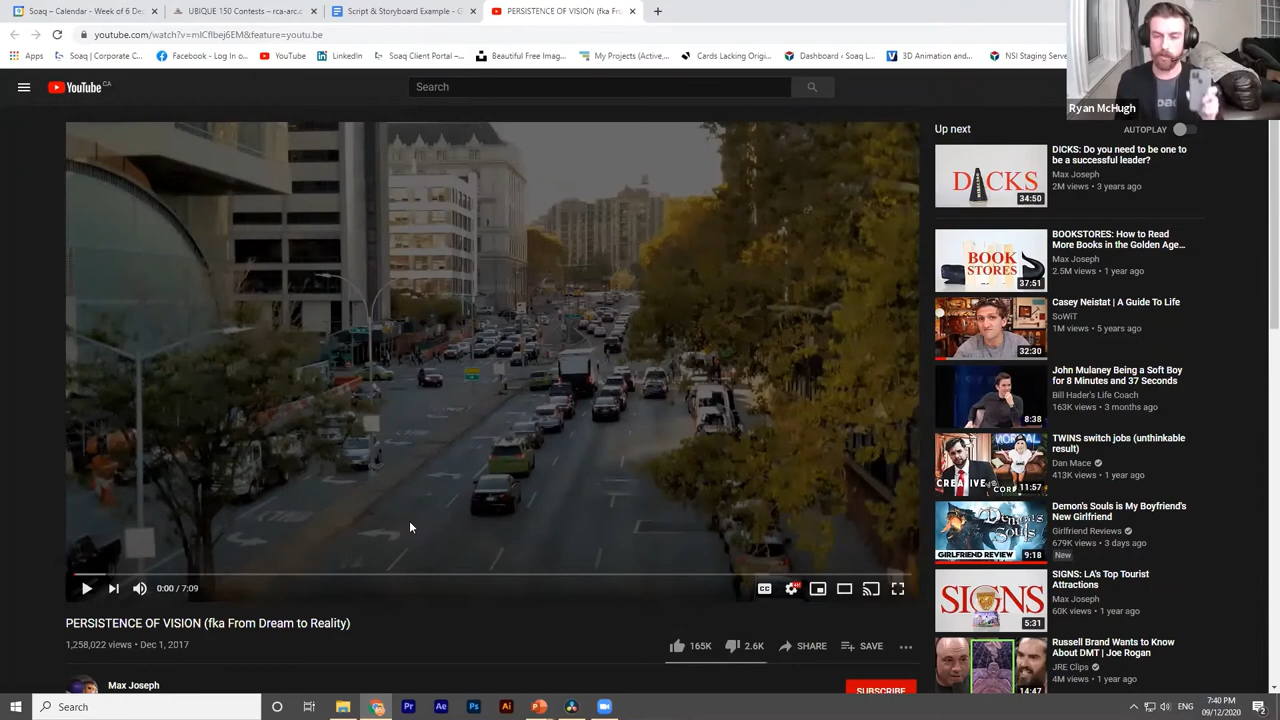 Soaq – Calendar - Week of 6 Dec
UBIQUE 150 Contests – rca-arc.c
Script & Storyboard Example - G
PERSISTENCE OF VISION (fka Fro
youtube.com/watch?v=mICfIbej6EM&feature=youtu.be
Apps
Soaq | Corporate C...
Facebook - Log In o...
YouTube
LinkedIn
Soaq Client Portal –...
Beautiful Free Imag...
My Projects (Active,...
Cards Lacking Origi...
Dashboard ‹ Soaq L...
3D Animation and...
NSI Staging Serve
Ryan McHugh
YouTube CA
Search
Up next
AUTOPLAY
DICKS
34:50
DICKS: Do you need to be one to
be a successful leader?
Max Joseph
2M views • 3 years ago
BOOK
STORES
37:51
BOOKSTORES: How to Read
More Books in the Golden Age...
Max Joseph
2.5M views • 1 year ago
32:30
Casey Neistat | A Guide To Life
SoWiT
1M views • 5 years ago
8:38
John Mulaney Being a Soft Boy
for 8 Minutes and 37 Seconds
Bill Hader's Life Coach
163K views • 3 months ago
CREATIVE
CORP
11:57
TWINS switch jobs (unthinkable
result)
Dan Mace
413K views • 1 year ago
Demon's
Souls
GIRLFRIEND REVIEW
9:18
Demon's Souls is My Boyfriend's
New Girlfriend
Girlfriend Reviews
679K views • 3 days ago
New
SIGNS
5:31
SIGNS: LA's Top Tourist
Attractions
Max Joseph
60K views • 1 year ago
14:47
Russell Brand Wants to Know
About DMT | Joe Rogan
JRE Clips
4M views • 1 year ago
0:00 / 7:09
CC
PERSISTENCE OF VISION (fka From Dream to Reality)
1,258,022 views • Dec 1, 2017
165K
2.6K
SHARE
SAVE
Max Joseph
SUBSCRIBE
Search
Pr
Ae
Ps
Ai
7:40 PM
09/12/2020
2